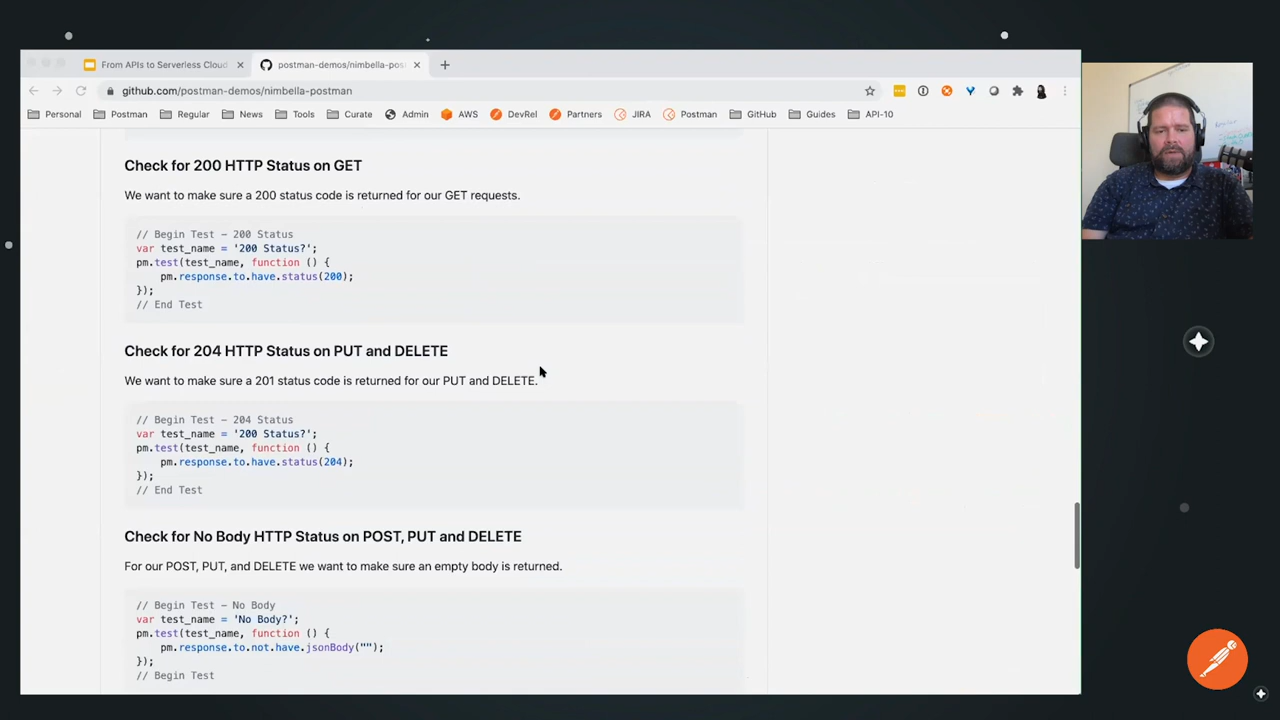 From APIs to Serverless Cloud
postman-demos/nimbella-pos
github.com/postman-demos/nimbella-postman
Personal Postman Regular News Tools Curate Admin AWS DevRel Partners JIRA Postman GitHub Guides API-10
Check for 200 HTTP Status on GET
We want to make sure a 200 status code is returned for our GET requests.
// Begin Test - 200 Status
var test_name = '200 Status?';
pm.test(test_name, function () {
pm.response.to.have.status(200);
});
// End Test
Check for 204 HTTP Status on PUT and DELETE
We want to make sure a 201 status code is returned for our PUT and DELETE.
// Begin Test - 204 Status
var test_name = '200 Status?';
pm.test(test_name, function () {
pm.response.to.have.status(204);
});
// End Test
Check for No Body HTTP Status on POST, PUT and DELETE
For our POST, PUT, and DELETE we want to make sure an empty body is returned.
// Begin Test - No Body
var test_name = 'No Body?';
pm.test(test_name, function () {
pm.response.to.not.have.jsonBody("");
});
// Begin Test